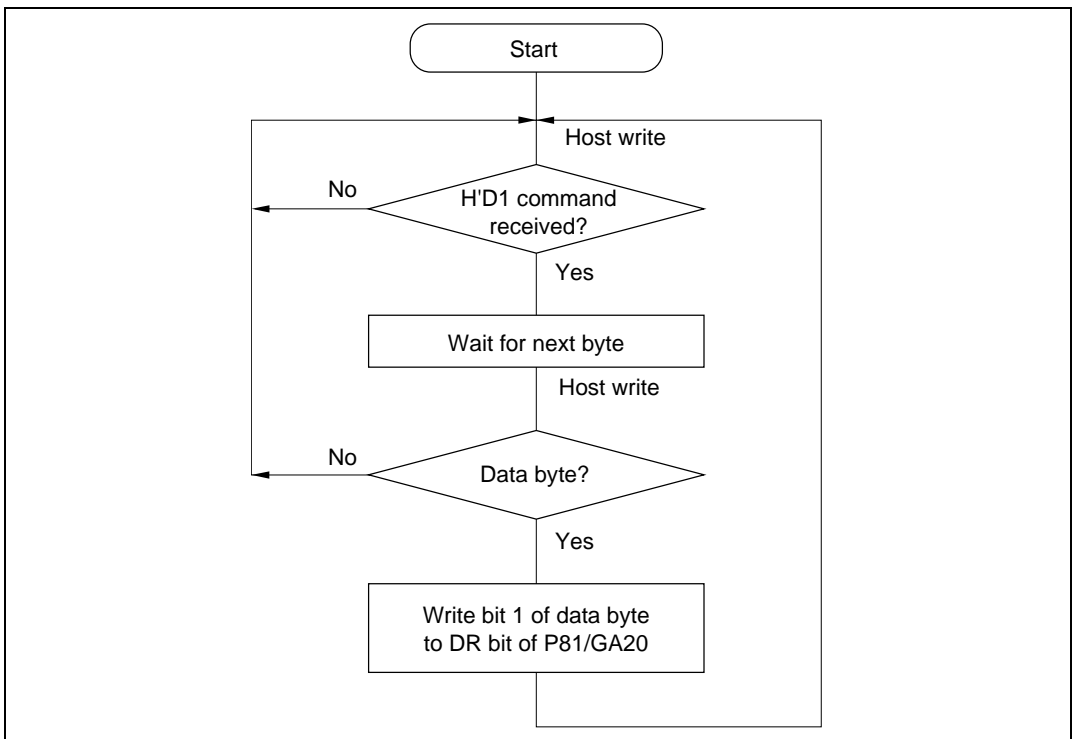 Start
Host write
No
H'D1 command
received?
Yes
Wait for next byte
Host write
No
Data byte?
Yes
Write bit 1 of data byte
to DR bit of P81/GA20